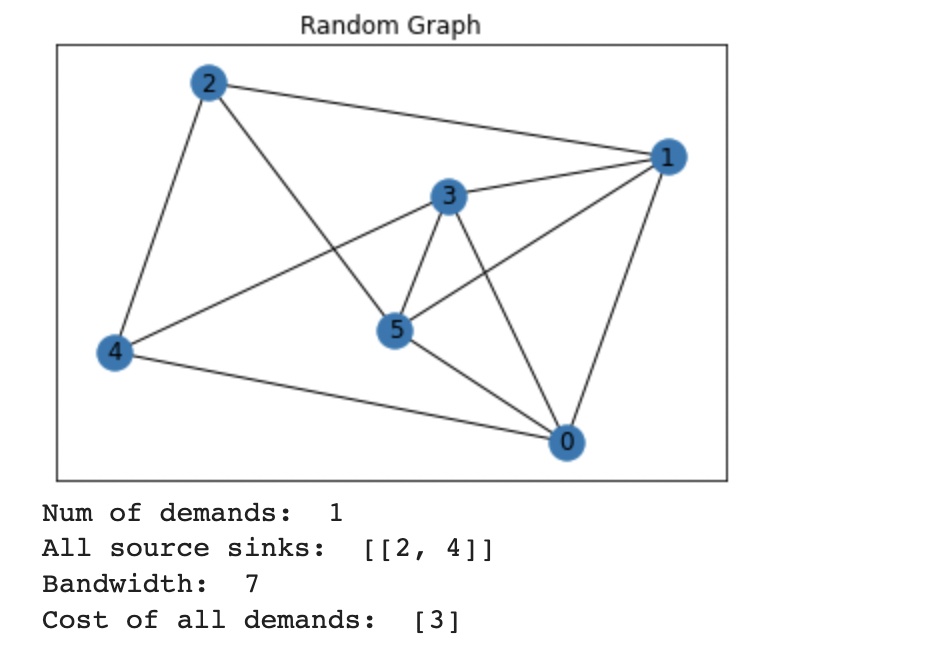 Random Graph
2
1
3
5
4
0
Num of demands:  1
All source sinks:  [[2, 4]]
Bandwidth:  7
Cost of all demands:  [3]